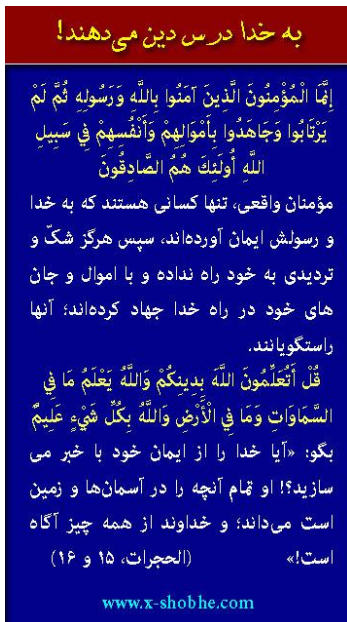 به خدا درس دین می‌دهند!
إِنَّمَا الْمُؤْمِنُونَ الَّذِينَ آمَنُوا بِاللَّهِ وَرَسُولِهِ ثُمَّ لَمْ
يَرْتَابُوا وَجَاهَدُوا بِأَمْوَالِهِمْ وَأَنْفُسِهِمْ فِي سَبِيلِ
اللَّهِ أُولَئِكَ هُمُ الصَّادِقُونَ
مؤمنان واقعی، تنها کسانی هستند که به خدا
و رسولش ایمان آورده‌اند، سپس هرگز شکّ و
تردیدی به خود راه نداده و با اموال و جان
های خود در راه خدا جهاد کرده‌اند؛ آنها
راستگویانند.
قُلْ أَتُعَلِّمُونَ اللَّهَ بِدِينِكُمْ وَاللَّهُ يَعْلَمُ مَا فِي
السَّمَاوَاتِ وَمَا فِي الْأَرْضِ وَاللَّهُ بِكُلِّ شَيْءٍ عَلِيمٌ
بگو: «آیا خدا را از ایمان خود با خبر می
سازید؟! او تمام آنچه را در آسمان‌ها و زمین
است می‌داند؛ و خداوند از همه چیز آگاه
است!» (الحجرات، ۱۵ و ۱۶)
www.x-shobhe.com